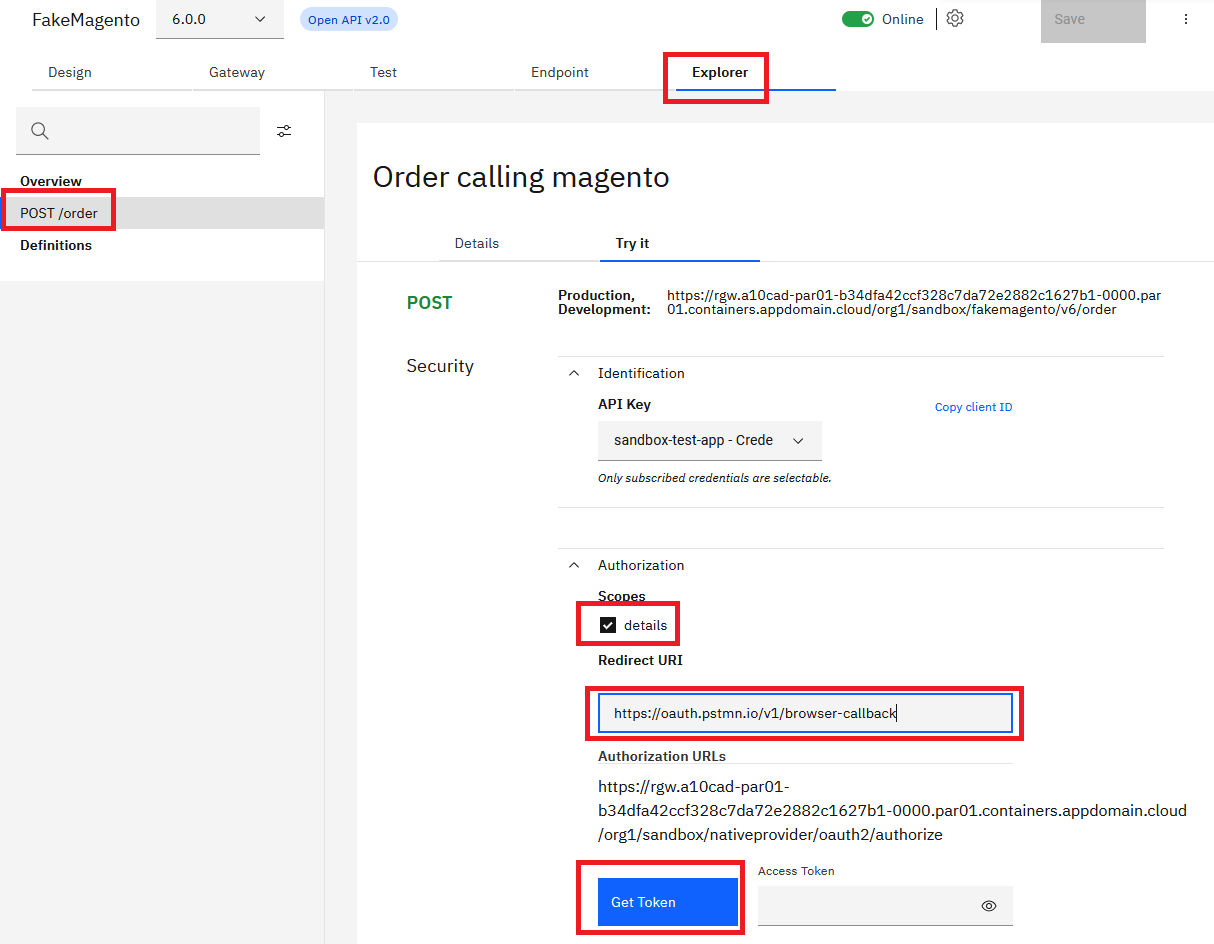 FakeMagento
6.0.0
Open API v2.0
Online
Save
Design
Gateway
Test
Endpoint
Explorer
Overview
POST /order
Definitions
Order calling magento
Details
Try it
POST
Production,
Development:
https://rgw.a10cad-par01-b34dfa42ccf328c7da72e2882c1627b1-0000.par
01.containers.appdomain.cloud/org1/sandbox/fakemagento/v6/order
Security
Identification
API Key
Copy client ID
sandbox-test-app - Crede
Only subscribed credentials are selectable.
Authorization
Scopes
details
Redirect URI
https://oauth.pstmn.io/v1/browser-callback
Authorization URLs
https://rgw.a10cad-par01-
b34dfa42ccf328c7da72e2882c1627b1-0000.par01.containers.appdomain.cloud
/org1/sandbox/nativeprovider/oauth2/authorize
Get Token
Access Token